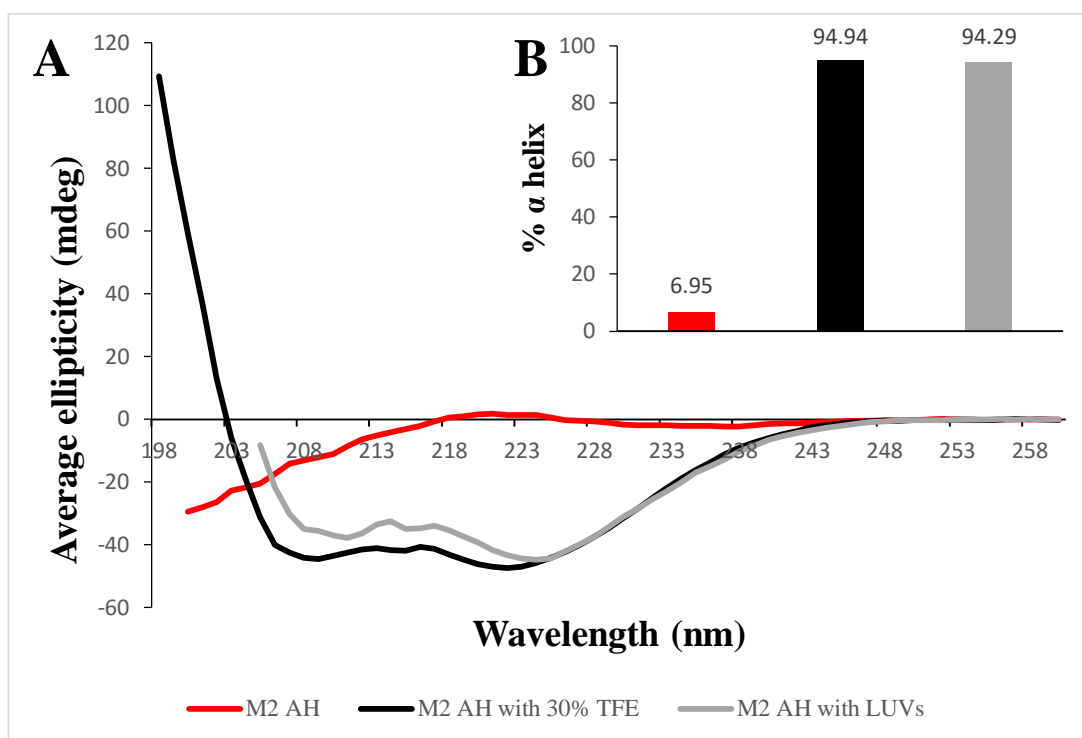 A
Average ellipticity (mdeg)
120
100
80
60
40
20
0
-20
-40
-60
198 203 208 213 218 223 228 233 238 243 248 253 258
Wavelength (nm)
B
% α helix
100
80
60
40
20
0
6.95
94.94
94.29
M2 AH M2 AH with 30% TFE M2 AH with LUVs